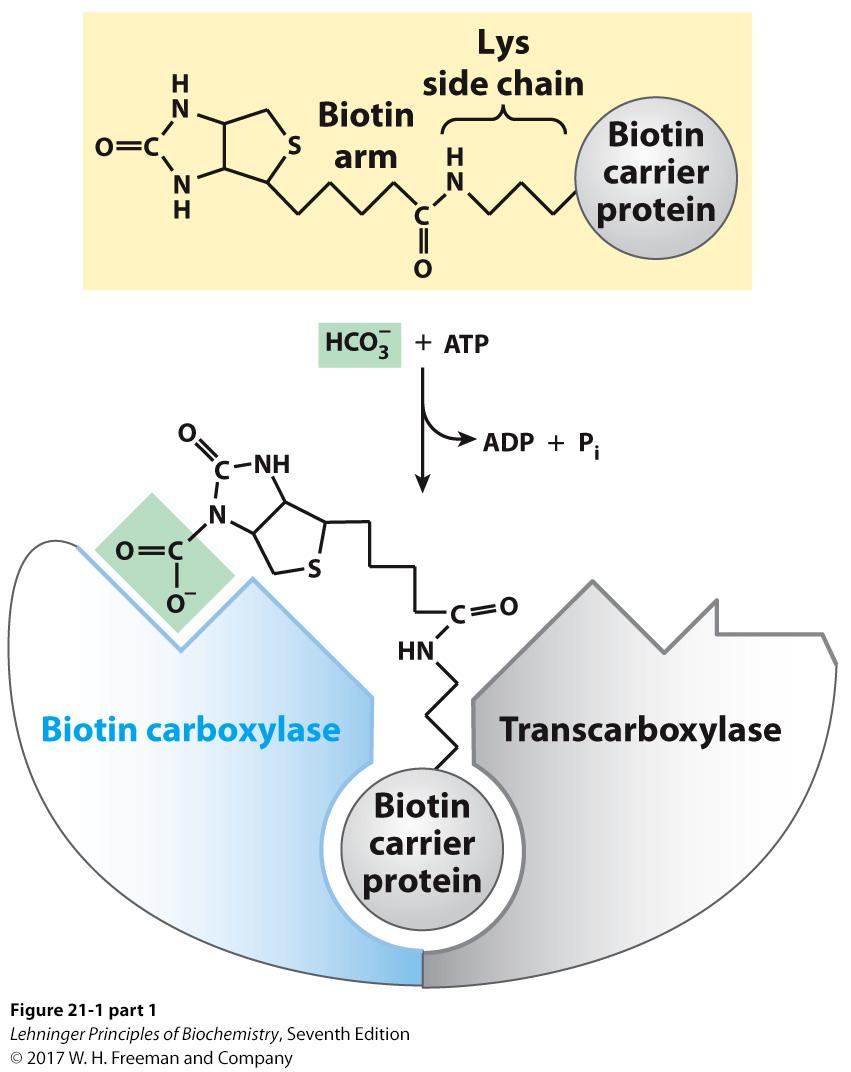 Lys
side chain
Biotin
arm
H
N
O=C
N
H
S
H
N
C
O
Biotin
carrier
protein
HCO₃⁻ + ATP
ADP + Pᵢ
O
C
NH
N
O=C
O⁻
S
C=O
HN
Biotin carboxylase
Transcarboxylase
Biotin
carrier
protein
Figure 21-1 part 1
Lehninger Principles of Biochemistry, Seventh Edition
© 2017 W. H. Freeman and Company